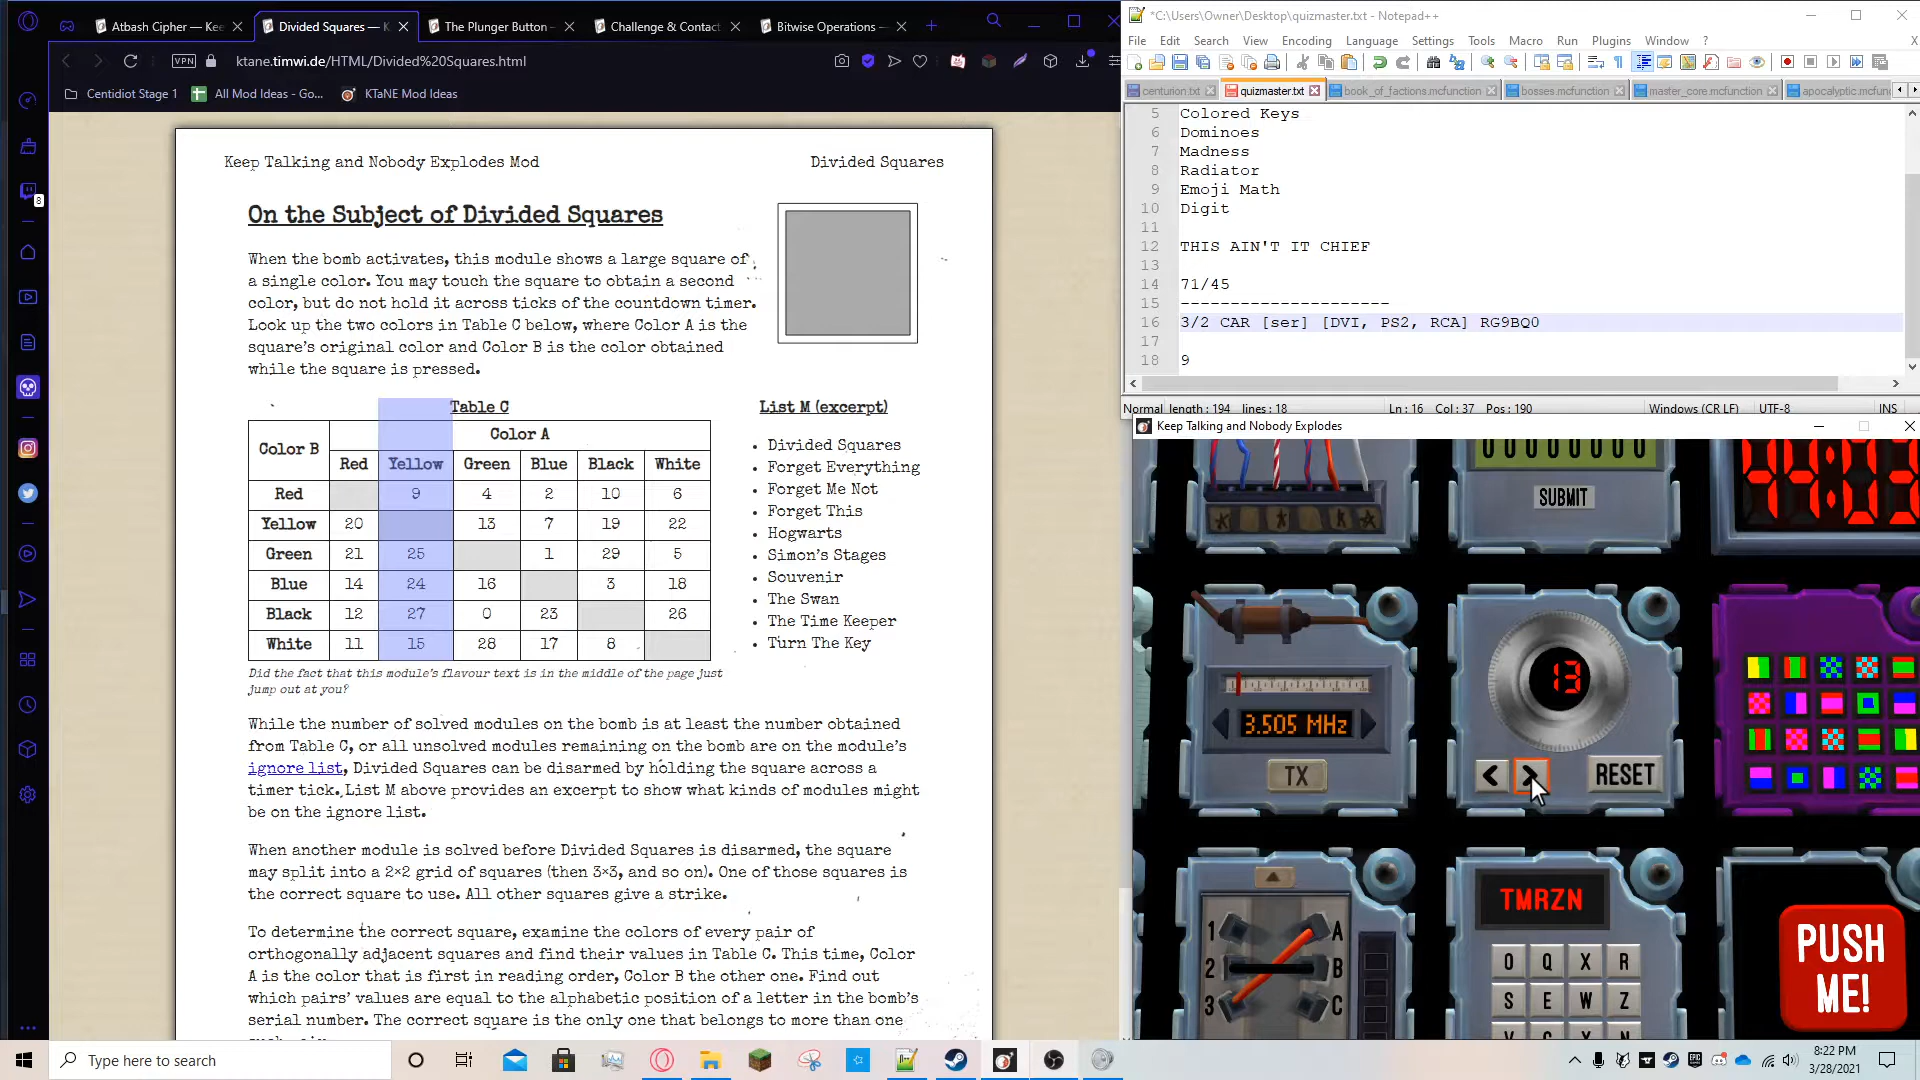 Atbash Cipher — Kee
Divided Squares — K
The Plunger Button —
Challenge & Contact
Bitwise Operations —
VPN
ktane.timwi.de/HTML/Divided%20Squares.html
Centidiot Stage 1
All Mod Ideas - Go...
KTaNE Mod Ideas
8
Keep Talking and Nobody Explodes Mod
Divided Squares
On the Subject of Divided Squares
When the bomb activates, this module shows a large square of
a single color. You may touch the square to obtain a second
color, but do not hold it across ticks of the countdown timer.
Look up the two colors in Table C below, where Color A is the
square's original color and Color B is the color obtained
while the square is pressed.
Table C
Color B
Color A
Red Yellow Green Blue Black White
Red 9 4 2 10 6
Yellow 20 13 7 19 22
Green 21 25 1 29 5
Blue 14 24 16 3 18
Black 12 27 0 23 26
White 11 15 28 17 8
List M (excerpt)
• Divided Squares
• Forget Everything
• Forget Me Not
• Forget This
• Hogwarts
• Simon's Stages
• Souvenir
• The Swan
• The Time Keeper
• Turn The Key
Did the fact that this module's flavour text is in the middle of the page just
jump out at you?
While the number of solved modules on the bomb is at least the number obtained
from Table C, or all unsolved modules remaining on the bomb are on the module's
ignore list, Divided Squares can be disarmed by holding the square across a
timer tick. List M above provides an excerpt to show what kinds of modules might
be on the ignore list.
When another module is solved before Divided Squares is disarmed, the square
may split into a 2×2 grid of squares (then 3×3, and so on). One of those squares is
the correct square to use. All other squares give a strike.
To determine the correct square, examine the colors of every pair of
orthogonally adjacent squares and find their values in Table C. This time, Color
A is the color that is first in reading order, Color B the other one. Find out
which pairs' values are equal to the alphabetic position of a letter in the bomb's
serial number. The correct square is the only one that belongs to more than one
*C:\Users\Owner\Desktop\quizmaster.txt - Notepad++
File Edit Search View Encoding Language Settings Tools Macro Run Plugins Window ?
X
centurion.txt
quizmaster.txt
book_of_factions.mcfunction
bosses.mcfunction
master_core.mcfunction
apocalyptic.mcfun
5 Colored Keys
6 Dominoes
7 Madness
8 Radiator
9 Emoji Math
10 Digit
11
12 THIS AIN'T IT CHIEF
13
14 71/45
15 ---------------------
16 3/2 CAR [ser] [DVI, PS2, RCA] RG9BQ0
17
18 9
Normal
length : 194 lines : 18
Ln : 16 Col : 37 Pos : 190
Windows (CR LF)
UTF-8
INS
Keep Talking and Nobody Explodes
00000000
SUBMIT
44:03
3.505 MHz
TX
13
< >
RESET
1 2 3
A B C
TMRZN
O Q X R
S E W Z
PUSH
ME!
Type here to search
8:22 PM
3/28/2021